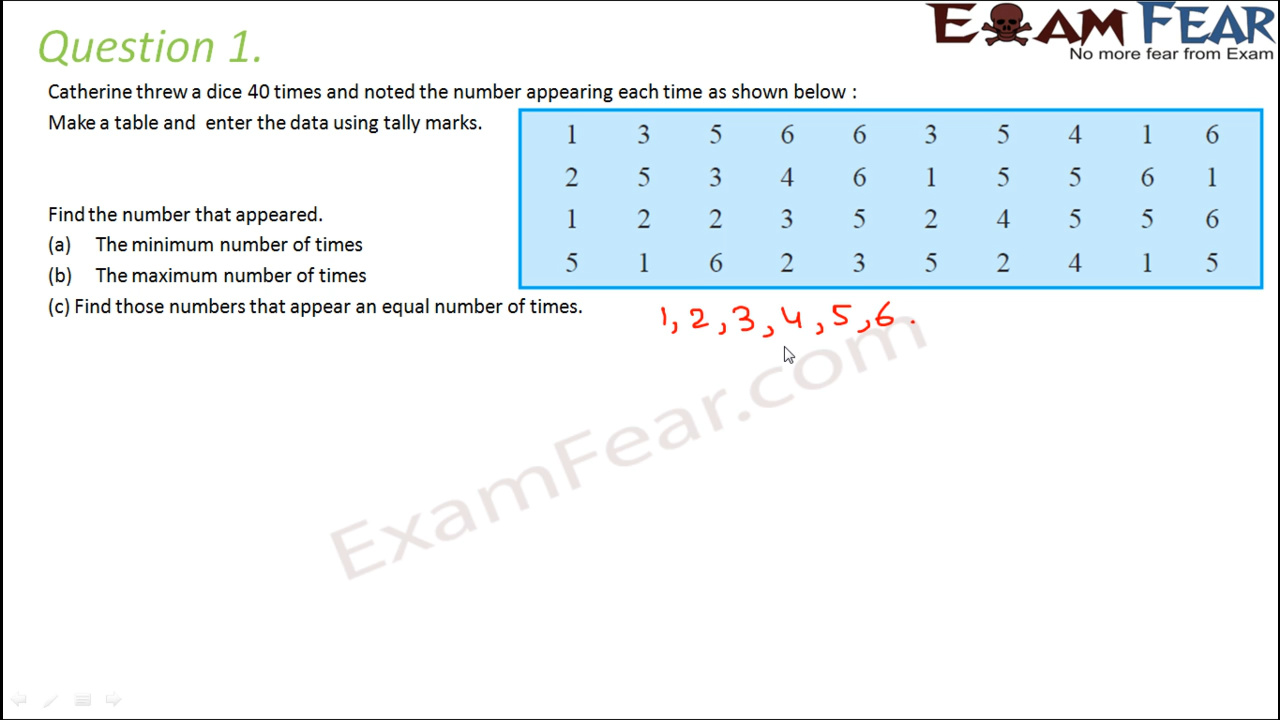 Question 1.
EXAM FEAR
No more fear from Exam
Catherine threw a dice 40 times and noted the number appearing each time as shown below :
Make a table and enter the data using tally marks.
1 3 5 6 6 3 5 4 1 6
2 5 3 4 6 1 5 5 6 1
1 2 2 3 5 2 4 5 5 6
5 1 6 2 3 5 2 4 1 5
Find the number that appeared.
(a) The minimum number of times
(b) The maximum number of times
(c) Find those numbers that appear an equal number of times.
1, 2, 3, 4, 5, 6.
ExamFear.com